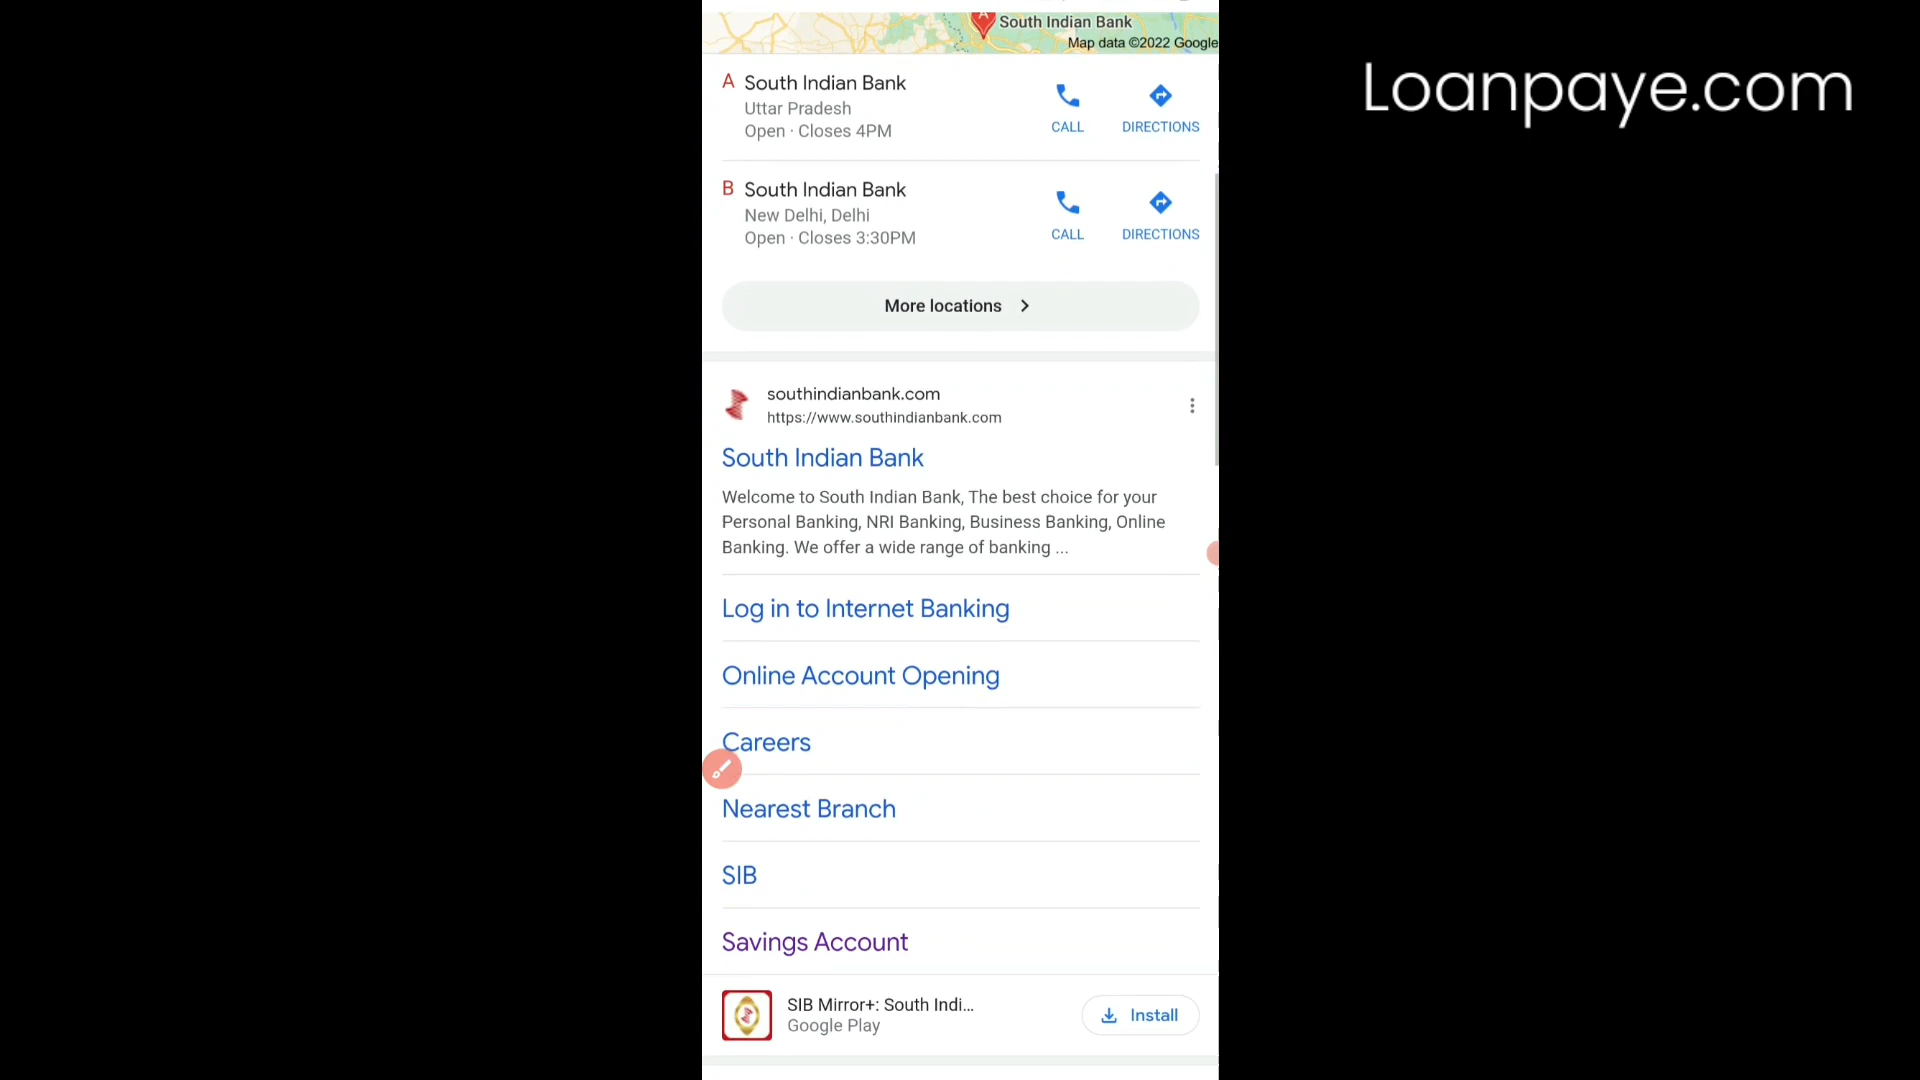 South Indian Bank
Map data ©2022 Google
Loanpaye.com
A South Indian Bank
Uttar Pradesh
Open · Closes 4PM
CALL DIRECTIONS
B South Indian Bank
New Delhi, Delhi
Open · Closes 3:30PM
CALL DIRECTIONS
More locations
southindianbank.com
https://www.southindianbank.com
South Indian Bank
Welcome to South Indian Bank, The best choice for your
Personal Banking, NRI Banking, Business Banking, Online
Banking. We offer a wide range of banking ...
Log in to Internet Banking
Online Account Opening
Careers
Nearest Branch
SIB
Savings Account
SIB Mirror+: South Indi...
Google Play
Install